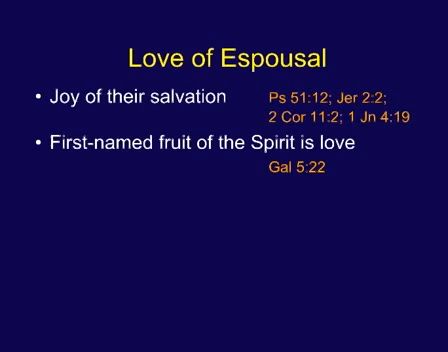 Love of Espousal
• Joy of their salvation Ps 51:12; Jer 2:2;
2 Cor 11:2; 1 Jn 4:19
• First-named fruit of the Spirit is love
Gal 5:22